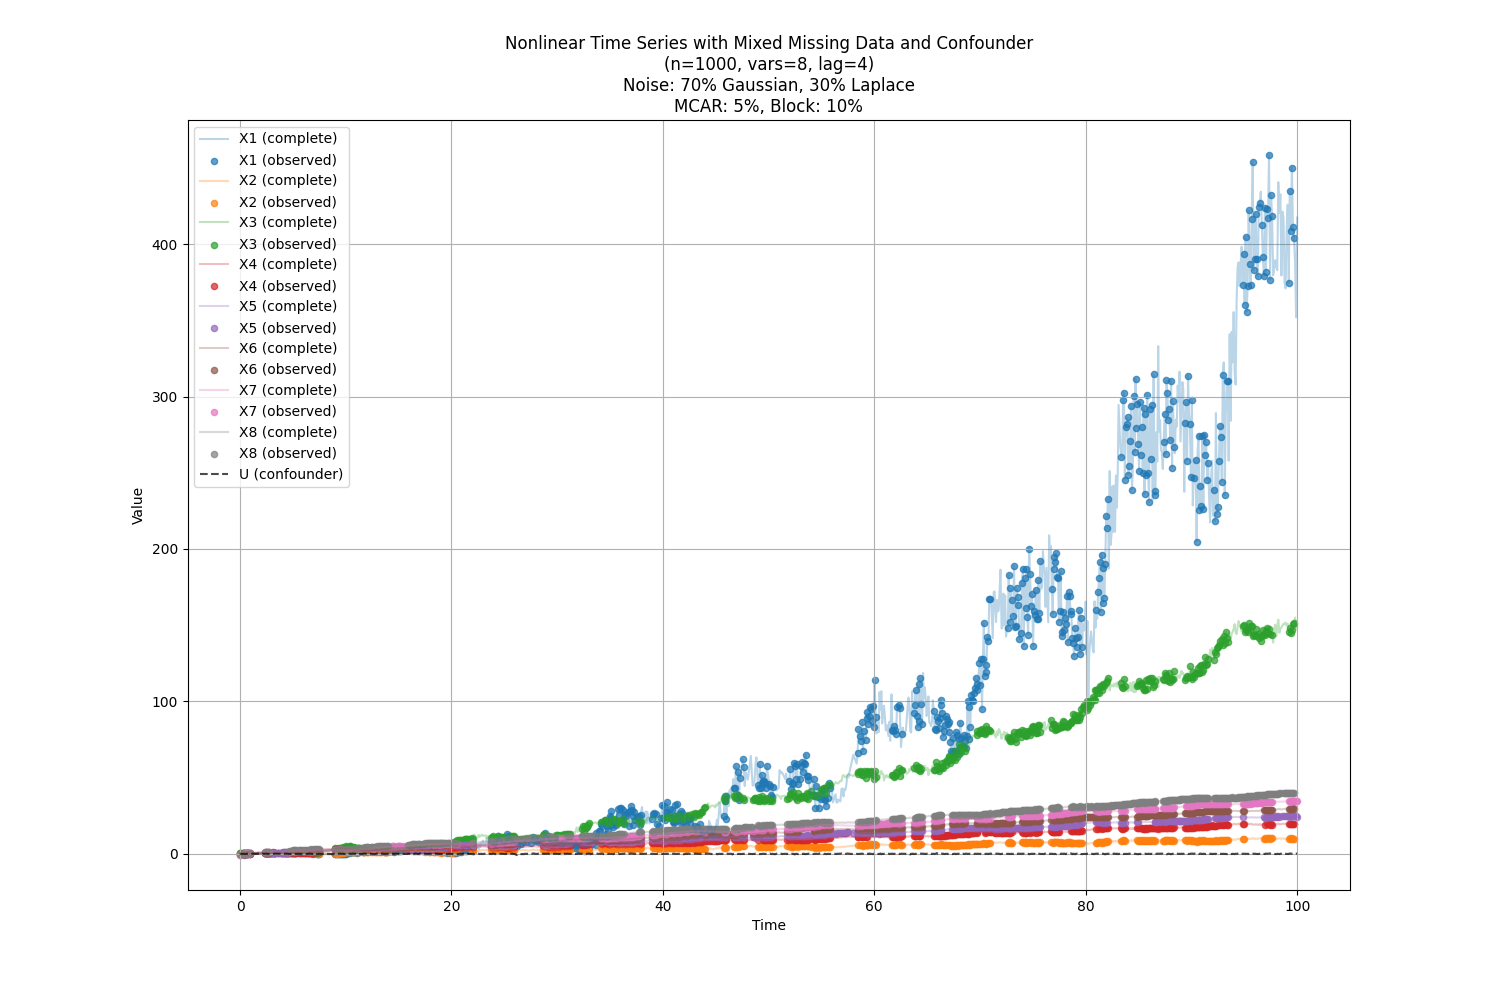 Nonlinear Time Series with Mixed Missing Data and Confounder
(n=1000, vars=8, lag=4)
Noise: 70% Gaussian, 30% Laplace
MCAR: 5%, Block: 10%
X1 (complete)
X1 (observed)
X2 (complete)
X2 (observed)
X3 (complete)
X3 (observed)
X4 (complete)
X4 (observed)
X5 (complete)
X5 (observed)
X6 (complete)
X6 (observed)
X7 (complete)
X7 (observed)
X8 (complete)
X8 (observed)
U (confounder)
Value
400
300
200
100
0
0 20 40 60 80 100
Time